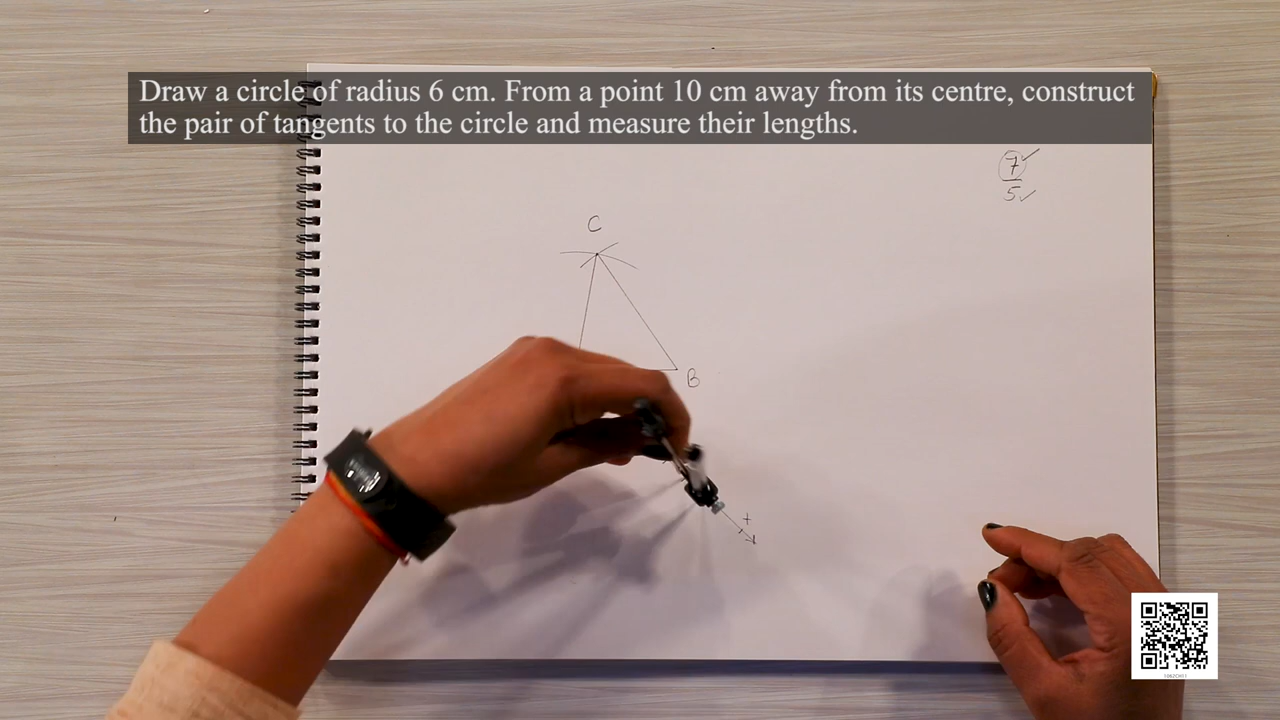 Draw a circle of radius 6 cm. From a point 10 cm away from its centre, construct
the pair of tangents to the circle and measure their lengths.
7
5
C
B
X